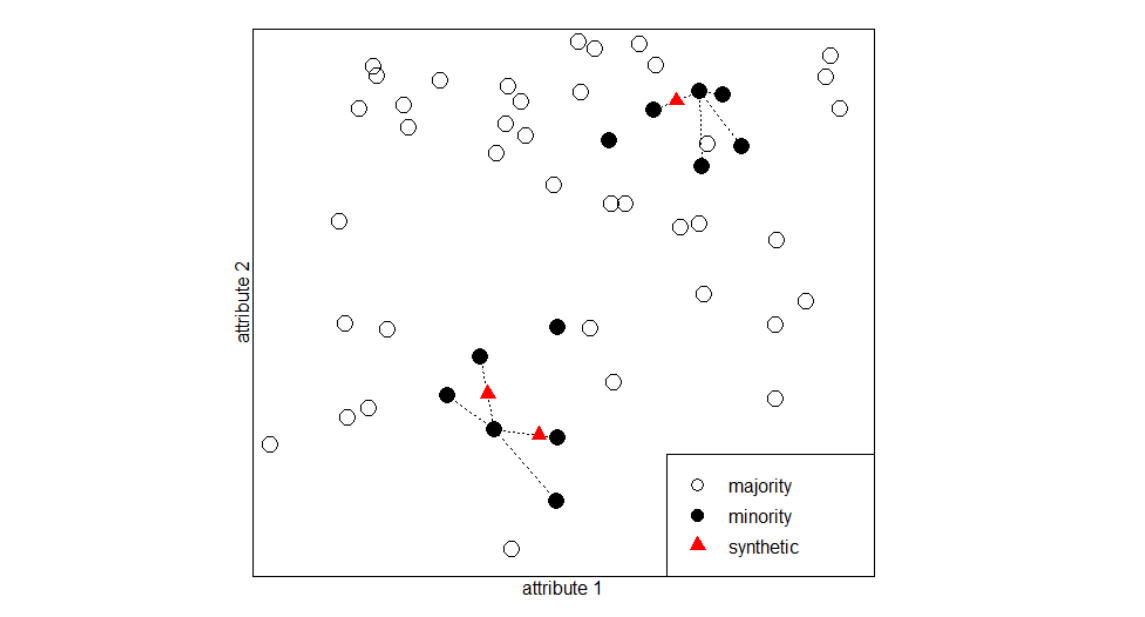 attribute 2
majority
minority
synthetic
attribute 1